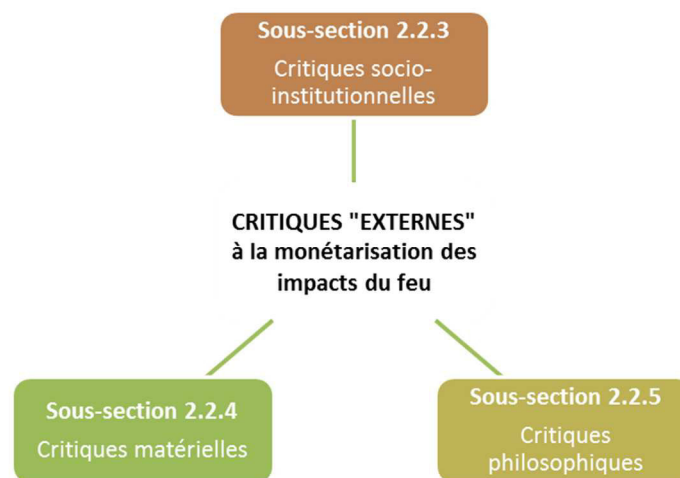 Sous-section 2.2.3
Critiques socio-
institutionnelles
CRITIQUES "EXTERNES"
à la monétarisation des
impacts du feu
Sous-section 2.2.4
Critiques matérielles
Sous-section 2.2.5
Critiques
philosophiques